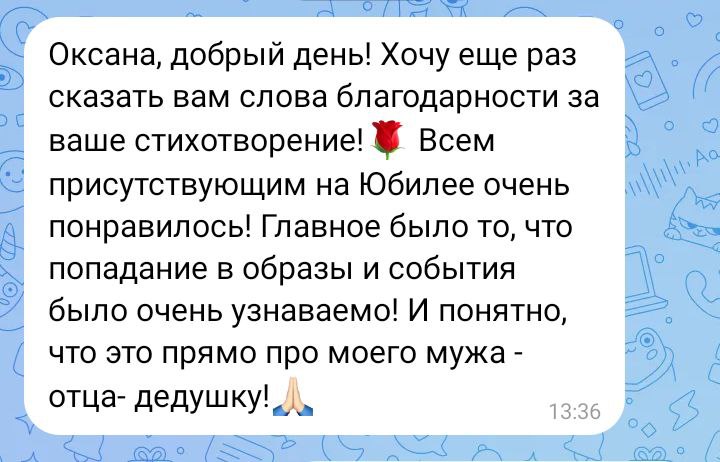 Оксана, добрый день! Хочу еще раз
сказать вам слова благодарности за
ваше стихотворение!🌹 Всем
присутствующим на Юбилее очень
понравилось! Главное было то, что
попадание в образы и события
было очень узнаваемо! И понятно,
что это прямо про моего мужа -
отца- дедушку!🙏🏻
13:36